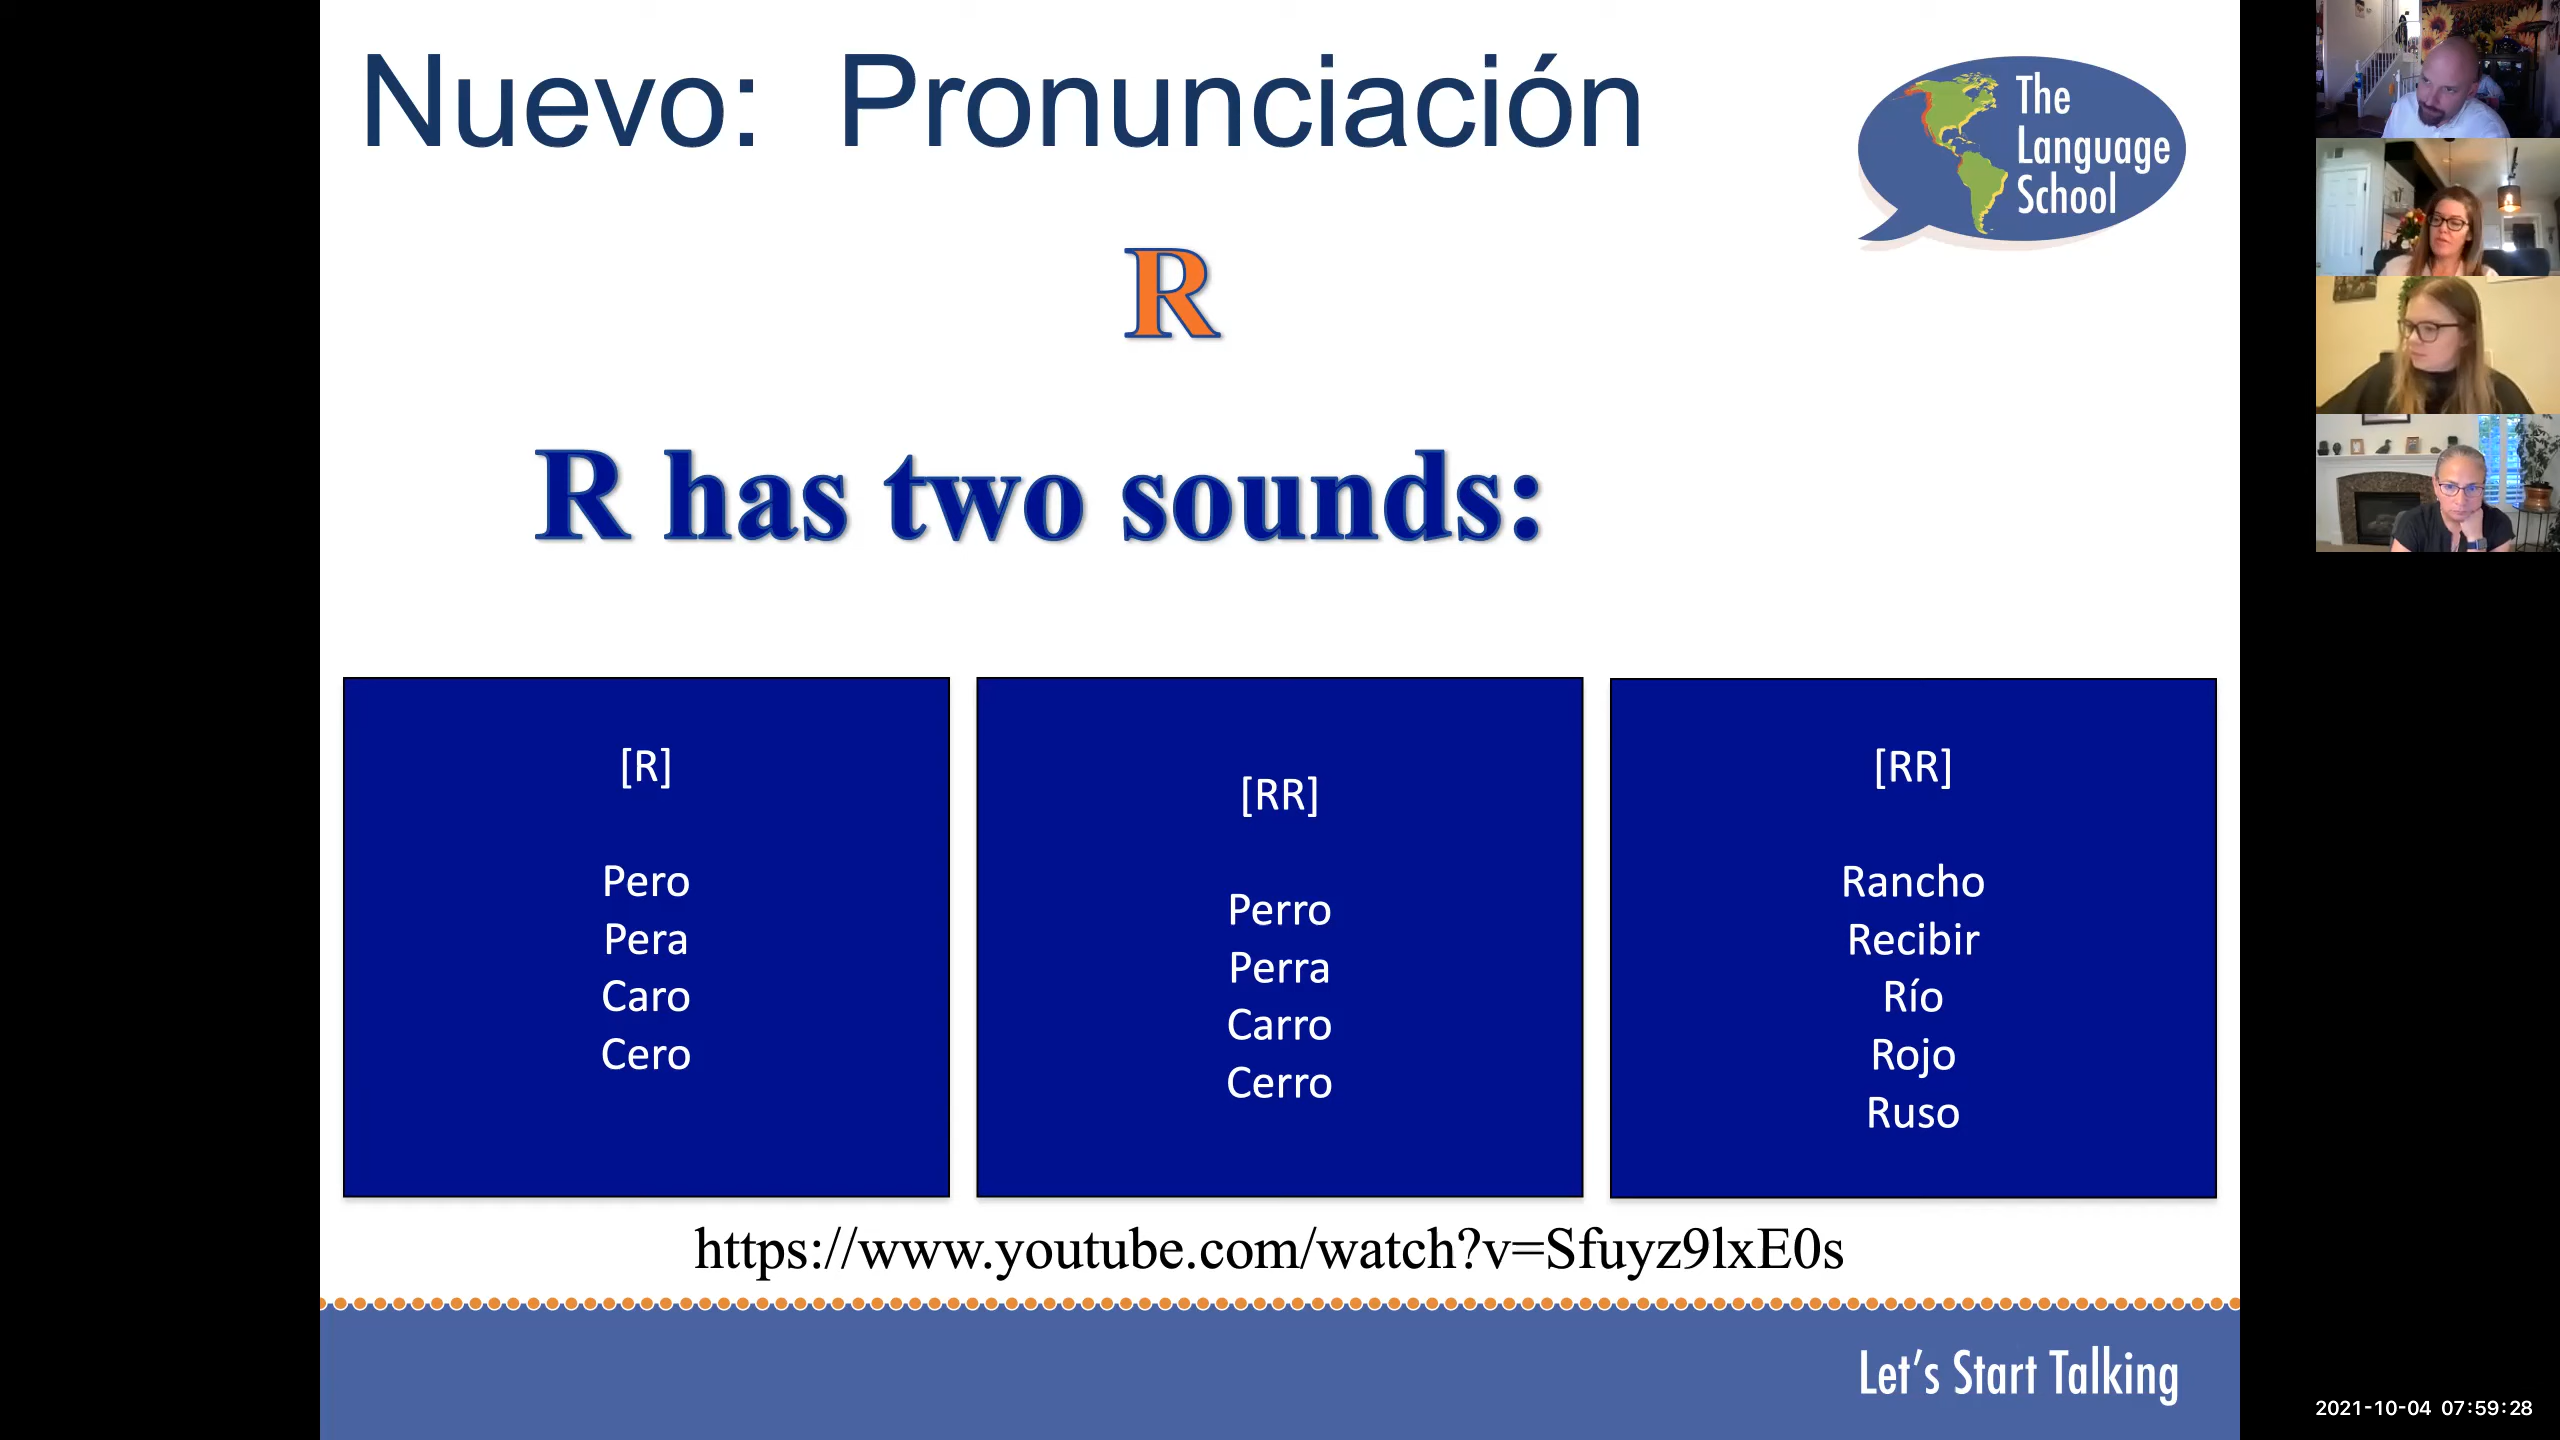 Nuevo: Pronunciación
The
Language
School
R
R has two sounds:
[R]
Pero
Pera
Caro
Cero
[RR]
Perro
Perra
Carro
Cerro
[RR]
Rancho
Recibir
Río
Rojo
Ruso
https://www.youtube.com/watch?v=Sfuyz9lxE0s
Let's Start Talking
2021-10-04 07:59:28